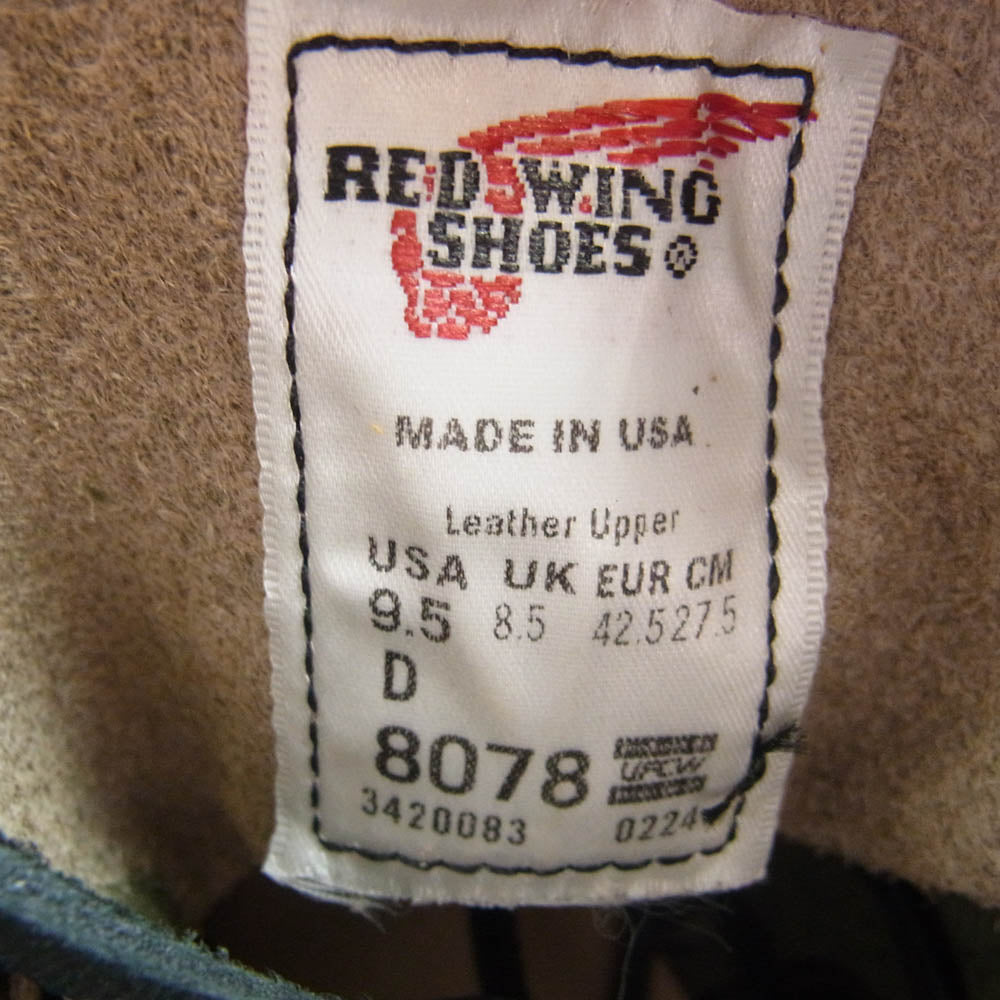 RED WING
SHOES®
MADE IN USA
Leather Upper
USA UK EUR CM
9.5 8.5 42.5 27.5
D
8078 UFCW
3420083 0224